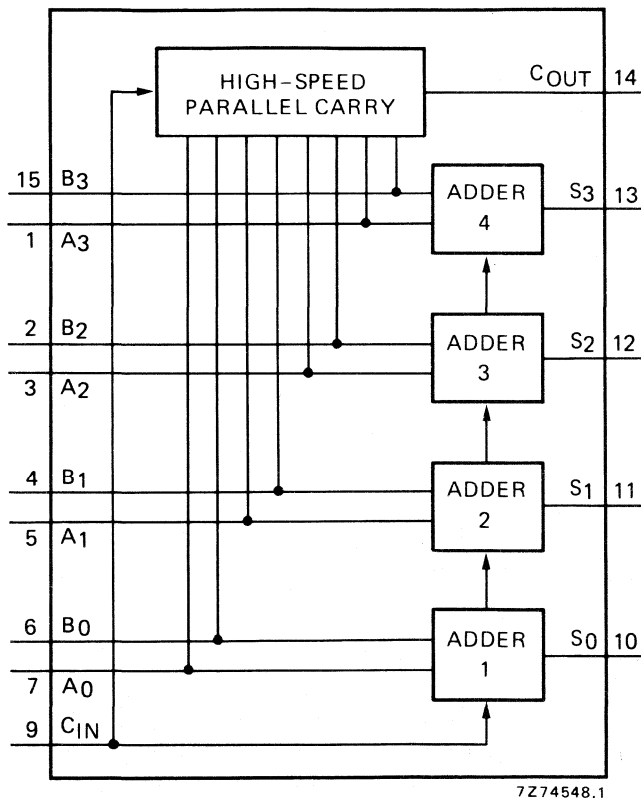 HIGH-SPEED
PARALLEL CARRY
COUT 14
15 B3
ADDER
4
S3 13
1 A3
2 B2
ADDER
3
S2 12
3 A2
4 B1
ADDER
2
S1 11
5 A1
6 B0
ADDER
1
S0 10
7 A0
9 CIN
7Z74548.1